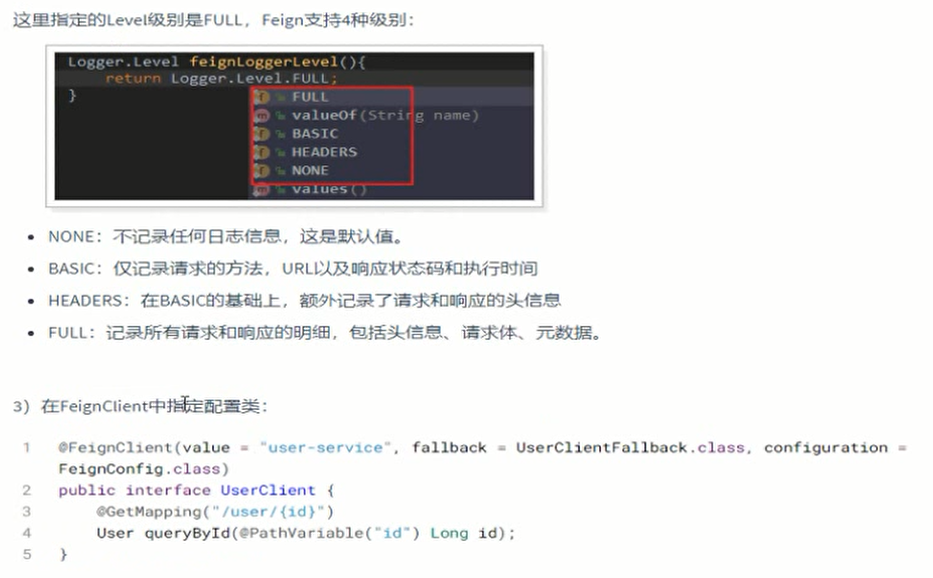 这里指定的Level级别是FULL，Feign支持4种级别：
Logger.Level feignLoggerLevel(){
return Logger.Level.FULL;
}
FULL
valueOf(String name)
BASIC
HEADERS
NONE
values()
• NONE：不记录任何日志信息，这是默认值。
• BASIC：仅记录请求的方法，URL以及响应状态码和执行时间
• HEADERS：在BASIC的基础上，额外记录了请求和响应的头信息
• FULL：记录所有请求和响应的明细，包括头信息、请求体、元数据。
3）在FeignClient中指定配置类：
1 @FeignClient(value = "user-service", fallback = UserClientFallback.class, configuration =
FeignConfig.class)
2 public interface UserClient {
3 @GetMapping("/user/{id}")
4 User queryById(@PathVariable("id") Long id);
5 }